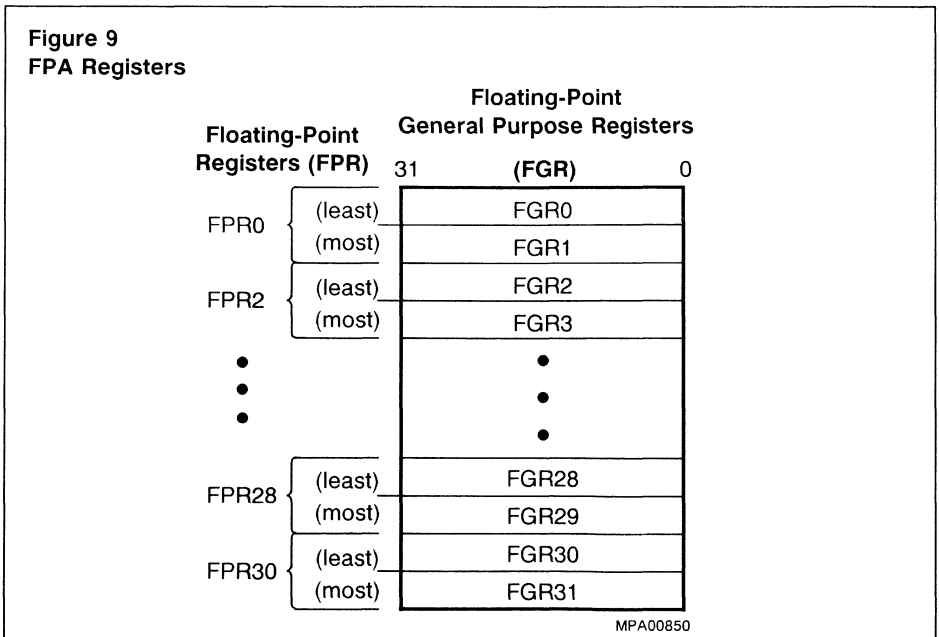 Figure 9
FPA Registers
Floating-Point
General Purpose Registers
Floating-Point
Registers (FPR)
31 (FGR) 0
FPR0 (least) FGR0
(most) FGR1
FPR2 (least) FGR2
(most) FGR3
FPR28 (least) FGR28
(most) FGR29
FPR30 (least) FGR30
(most) FGR31
MPA00850